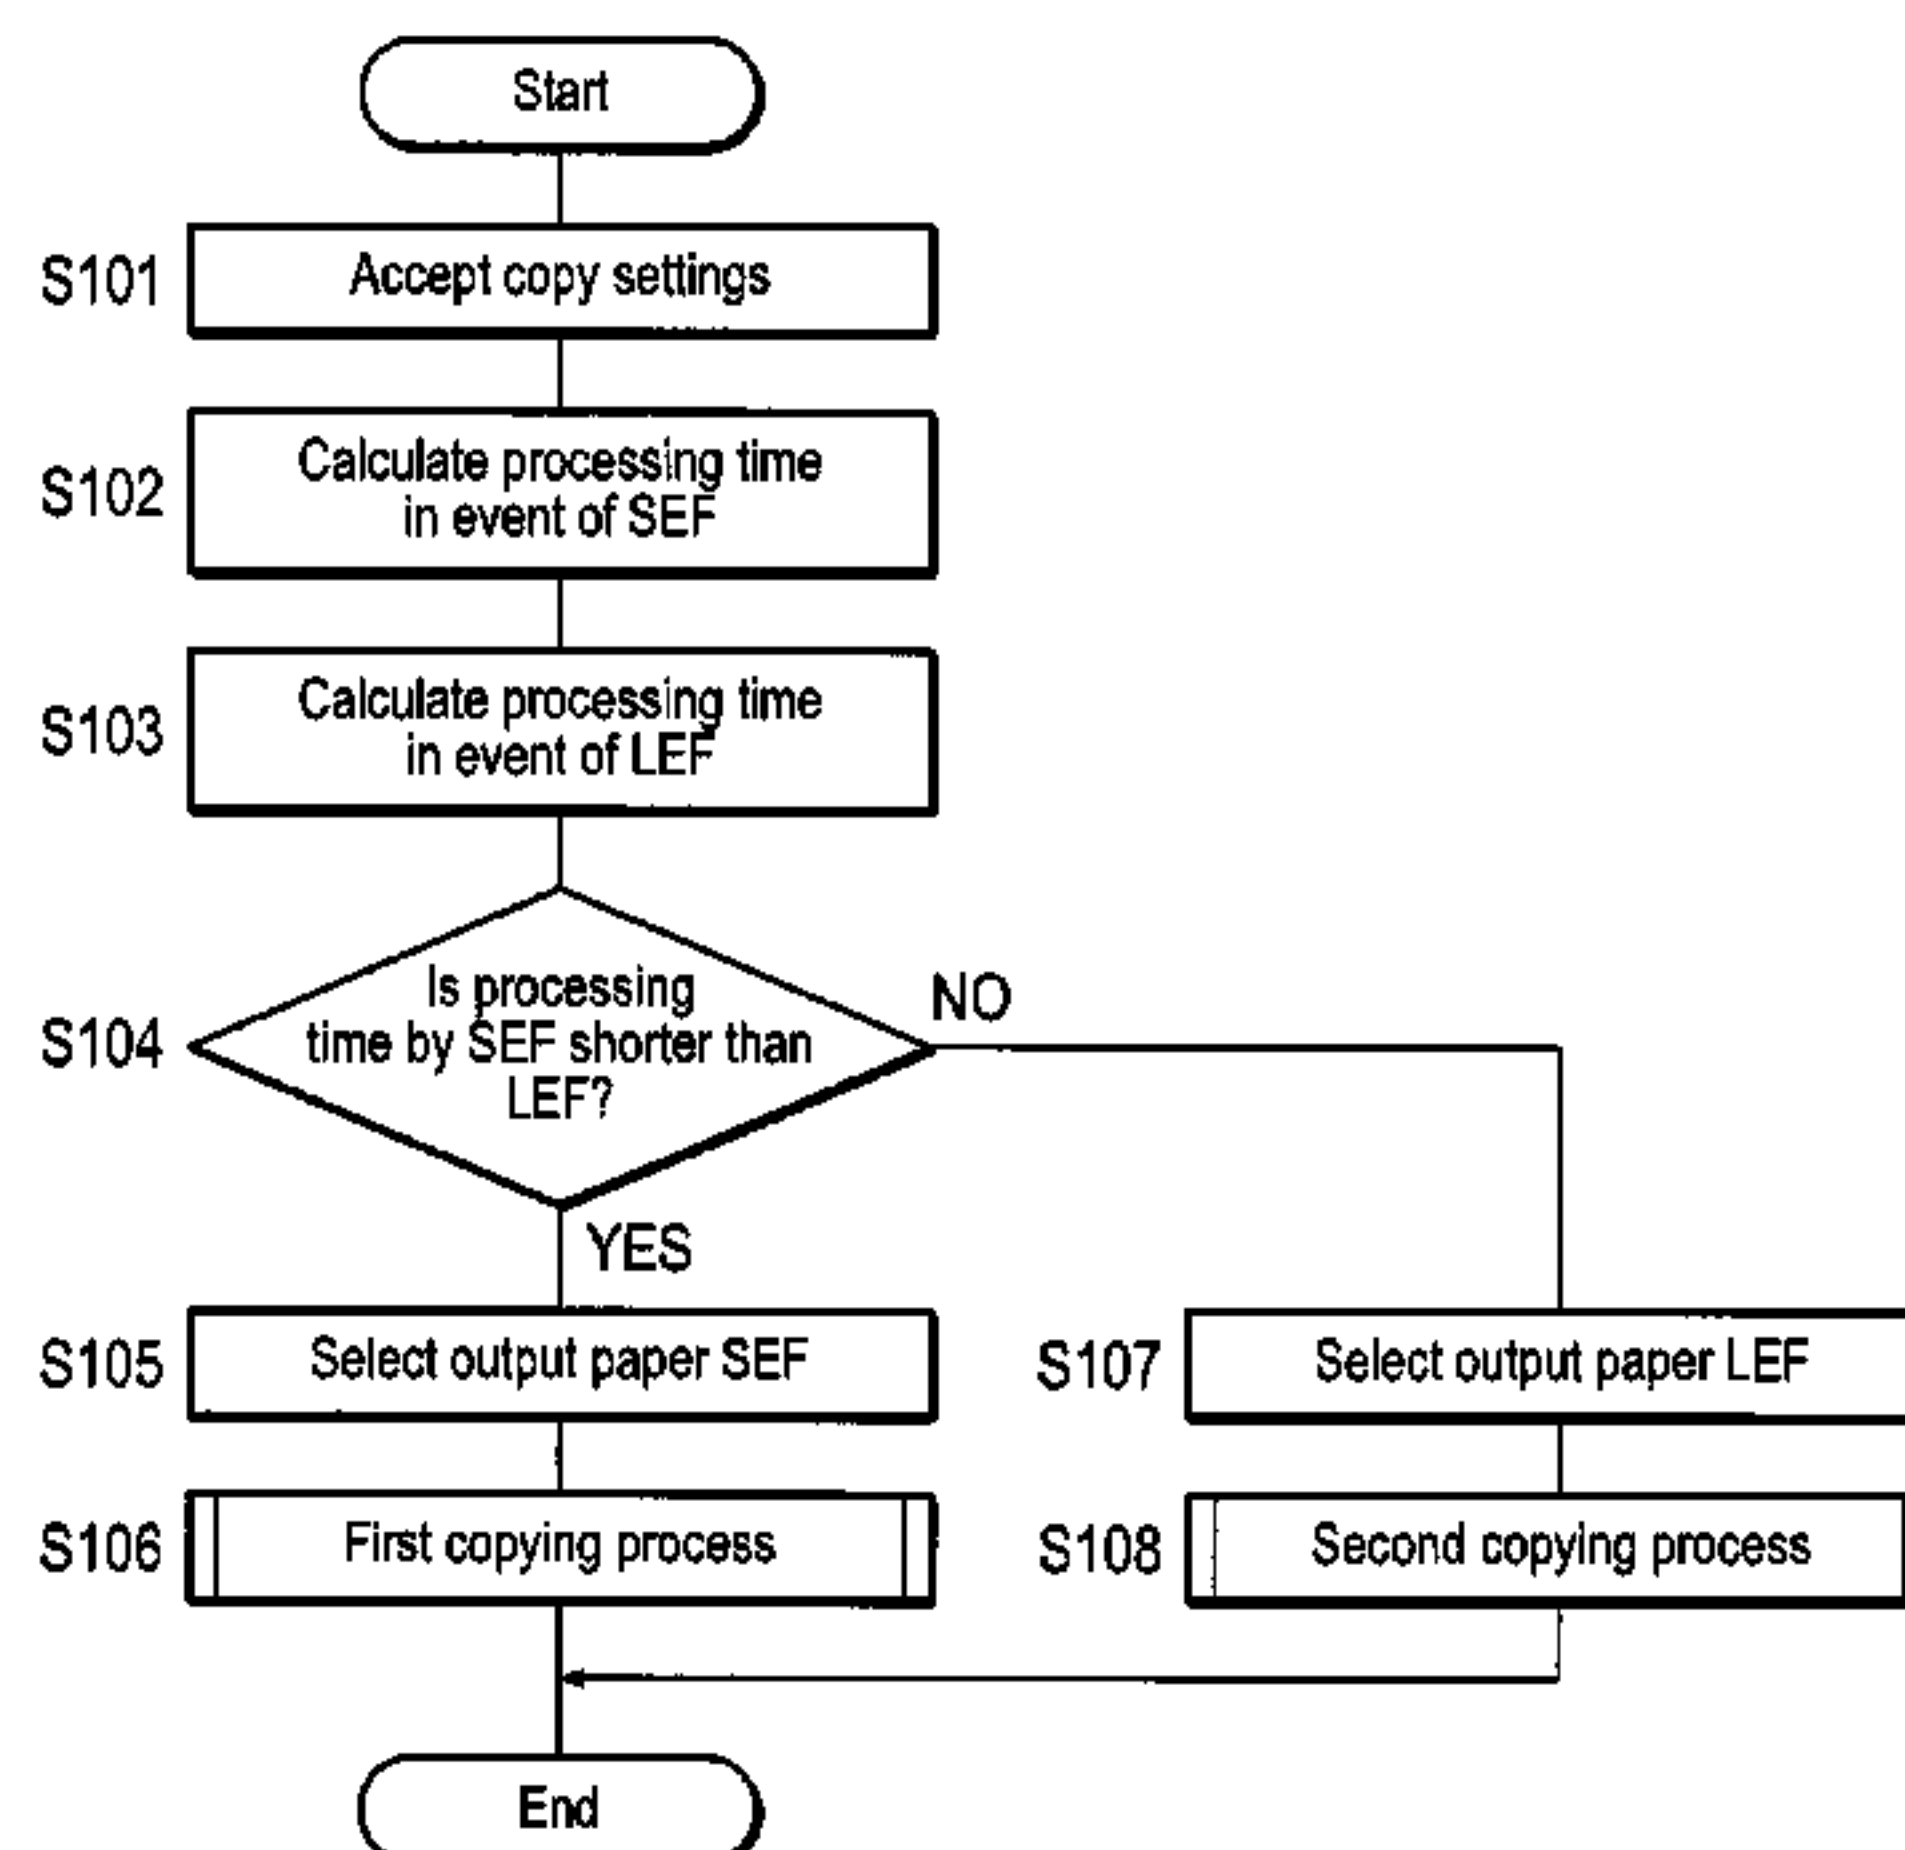 Start
S101
Accept copy settings
S102
Calculate processing time
in event of SEF
S103
Calculate processing time
in event of LEF
S104
Is processing
time by SEF shorter than
LEF?
NO
YES
S105
Select output paper SEF
S107
Select output paper LEF
S106
First copying process
S108
Second copying process
End